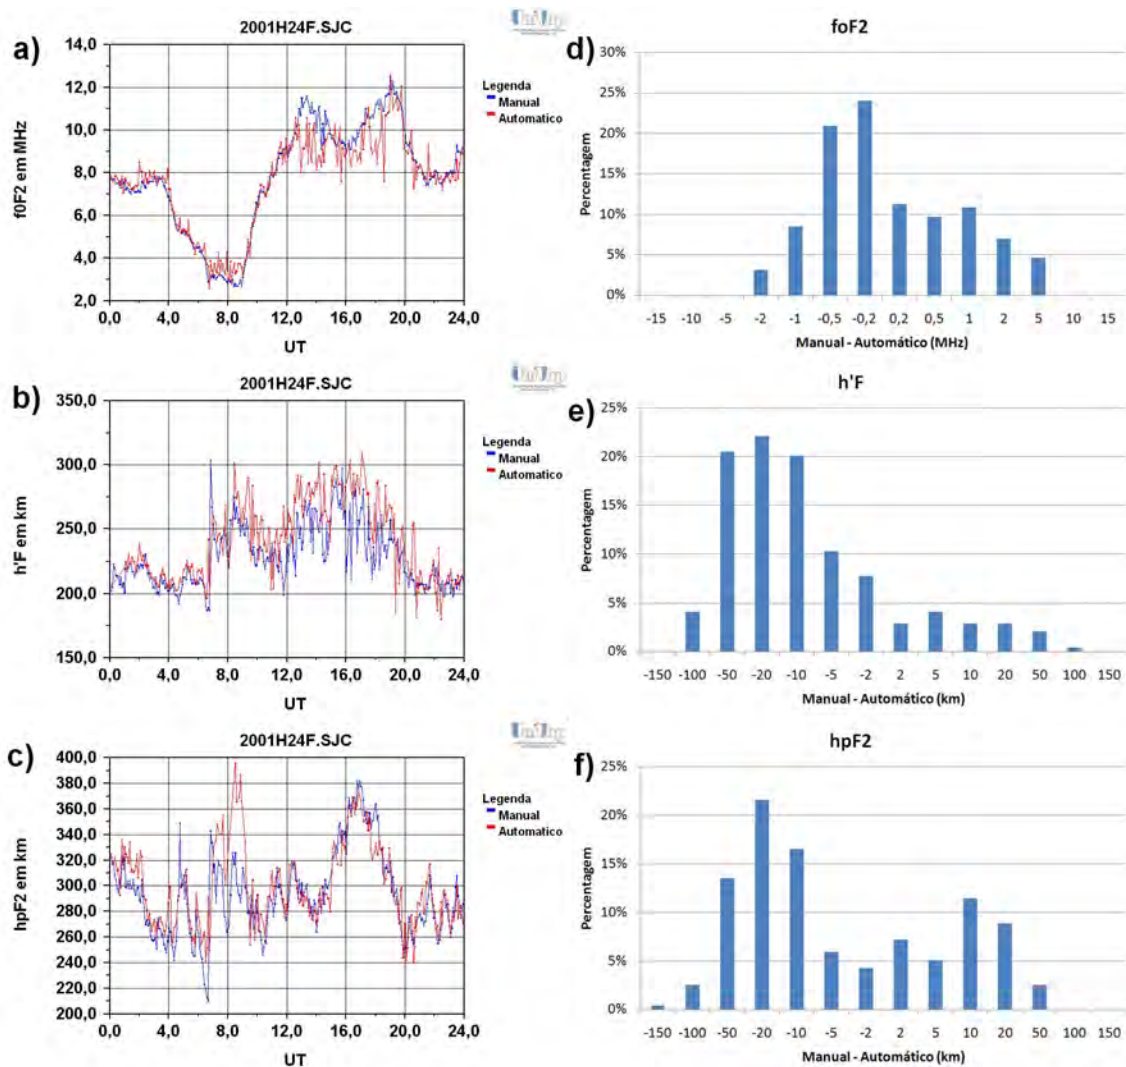 a)
2001H24F.SJC
14,0
12,0
10,0
8,0
6,0
4,0
2,0
f0F2 em MHz
0,0 4,0 8,0 12,0 16,0 20,0 24,0
UT
Legenda
Manual
Automatico
d)
foF2
30%
25%
20%
15%
10%
5%
0%
Percentagem
-15 -10 -5 -2 -1 -0,5 -0,2 0,2 0,5 1 2 5 10 15
Manual - Automático (MHz)
b)
2001H24F.SJC
350,0
300,0
250,0
200,0
150,0
h'F em km
0,0 4,0 8,0 12,0 16,0 20,0 24,0
UT
Legenda
Manual
Automatico
e)
h'F
25%
20%
15%
10%
5%
0%
Percentagem
-150 -100 -50 -20 -10 -5 -2 2 5 10 20 50 100 150
Manual - Automático (km)
c)
2001H24F.SJC
400,0
380,0
360,0
340,0
320,0
300,0
280,0
260,0
240,0
220,0
200,0
hpF2 em km
0,0 4,0 8,0 12,0 16,0 20,0 24,0
UT
Legenda
Manual
Automatico
f)
hpF2
25%
20%
15%
10%
5%
0%
Percentagem
-150 -100 -50 -20 -10 -5 -2 2 5 10 20 50 100 150
Manual - Automático (km)